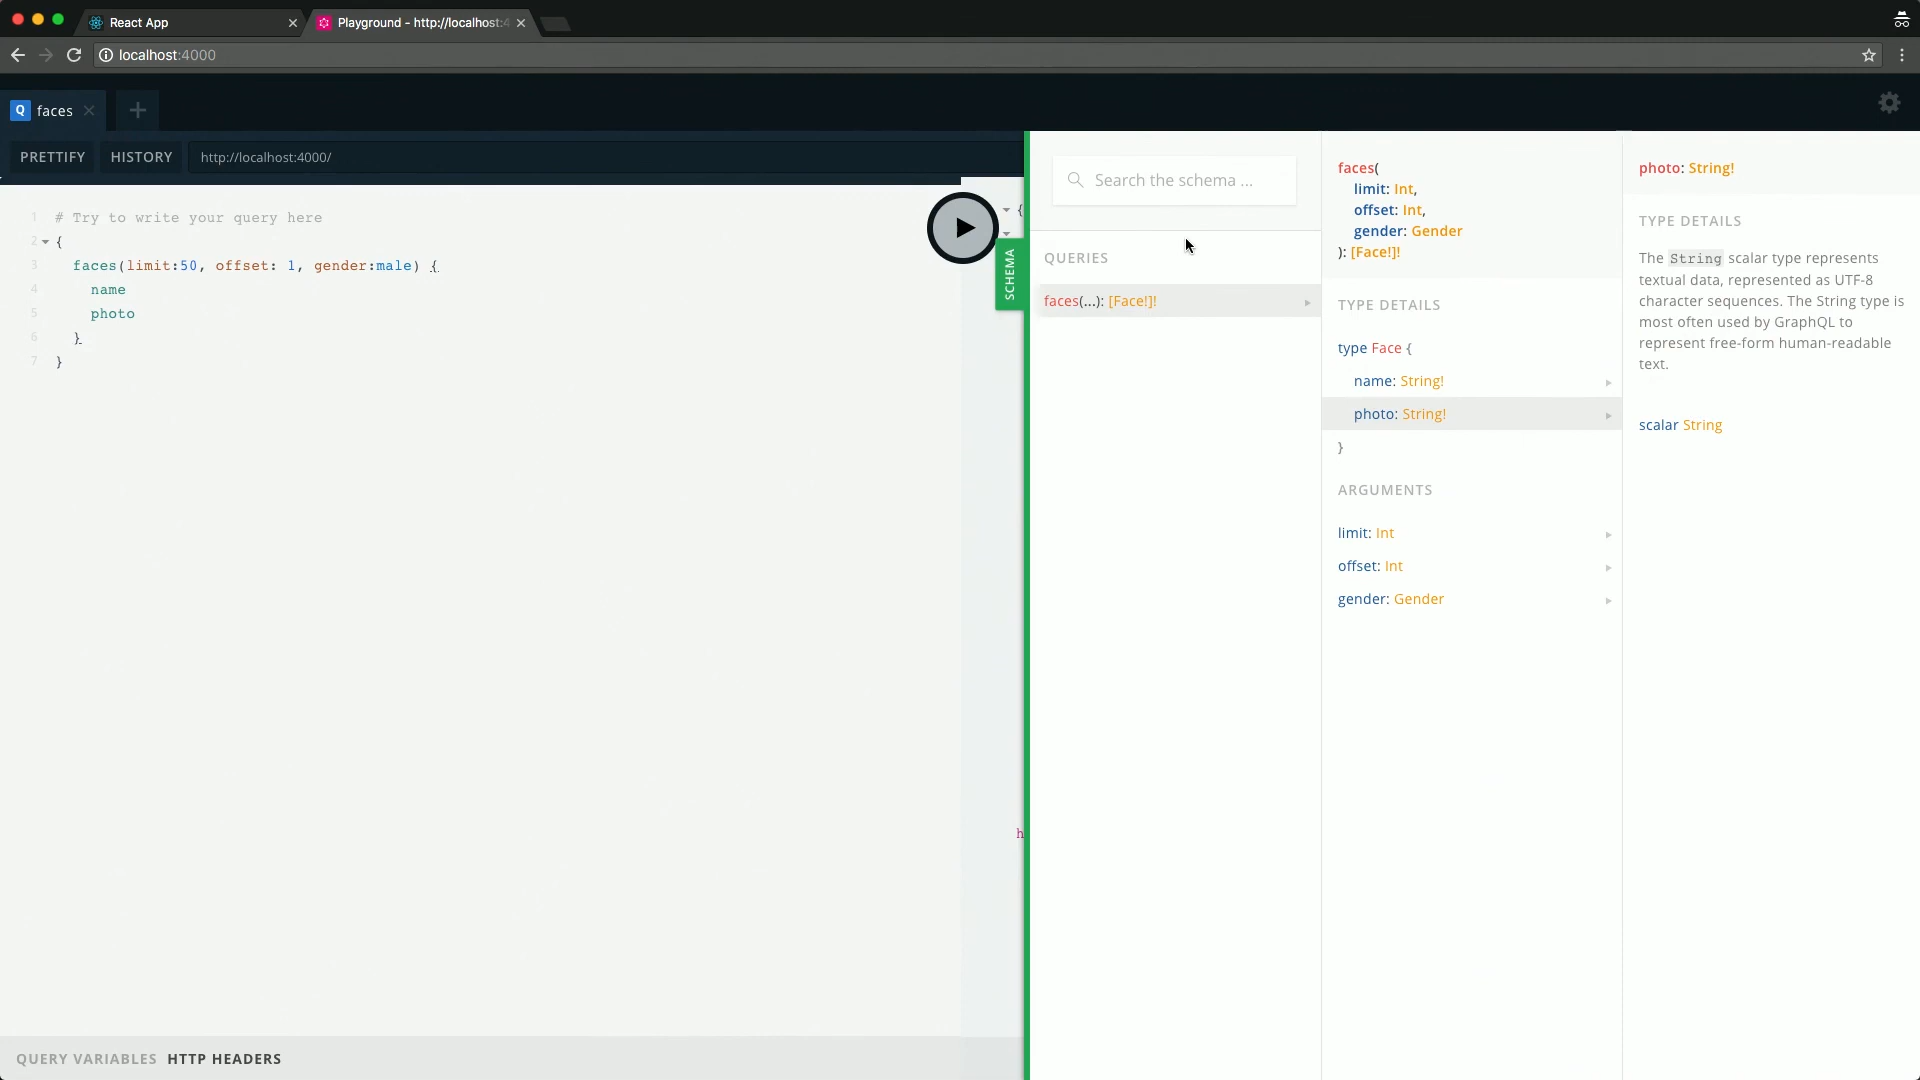 React App
Playground - http://localhost:4
localhost:4000
Q faces
PRETTIFY HISTORY http://localhost:4000/
1 # Try to write your query here
2 {
3 faces(limit:50, offset: 1, gender:male) {
4 name
5 photo
6 }
7 }
{
h
SCHEMA
Search the schema ...
QUERIES
faces(...): [Face!]!
faces(
limit: Int,
offset: Int,
gender: Gender
): [Face!]!
TYPE DETAILS
type Face {
name: String!
photo: String!
}
ARGUMENTS
limit: Int
offset: Int
gender: Gender
photo: String!
TYPE DETAILS
The String scalar type represents
textual data, represented as UTF-8
character sequences. The String type is
most often used by GraphQL to
represent free-form human-readable
text.
scalar String
QUERY VARIABLES HTTP HEADERS